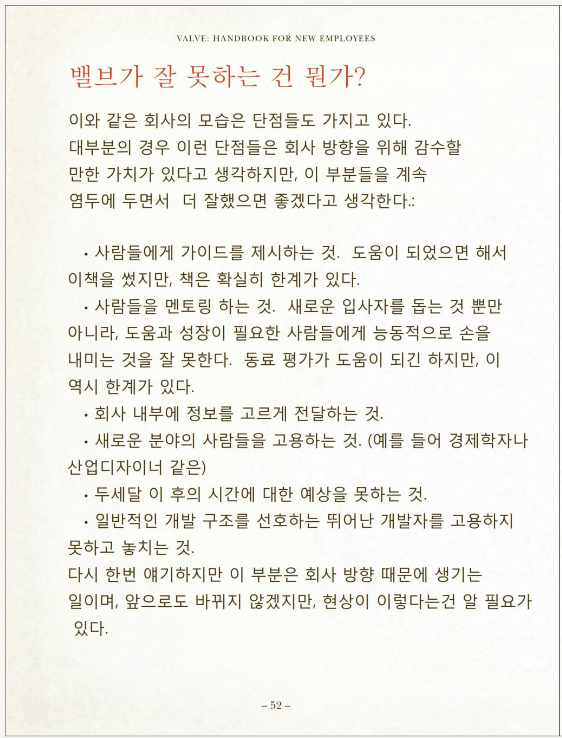 VALVE: HANDBOOK FOR NEW EMPLOYEES
밸브가 잘 못하는 건 뭔가?
이와 같은 회사의 모습은 단점들도 가지고 있다.
대부분의 경우 이런 단점들은 회사 방향을 위해 감수할
만한 가치가 있다고 생각하지만, 이 부분들을 계속
염두에 두면서  더 잘했으면 좋겠다고 생각한다.:
• 사람들에게 가이드를 제시하는 것.  도움이 되었으면 해서
이책을 썼지만, 책은 확실히 한계가 있다.
• 사람들을 멘토링 하는 것.  새로운 입사자를 돕는 것 뿐만
아니라, 도움과 성장이 필요한 사람들에게 능동적으로 손을
내미는 것을 잘 못한다.  동료 평가가 도움이 되긴 하지만, 이
역시 한계가 있다.
• 회사 내부에 정보를 고르게 전달하는 것.
• 새로운 분야의 사람들을 고용하는 것. (예를 들어 경제학자나
산업디자이너 같은)
• 두세달 이 후의 시간에 대한 예상을 못하는 것.
• 일반적인 개발 구조를 선호하는 뛰어난 개발자를 고용하지
못하고 놓치는 것.
다시 한번 얘기하지만 이 부분은 회사 방향 때문에 생기는
일이며, 앞으로도 바뀌지 않겠지만, 현상이 이렇다는건 알 필요가
있다.
– 52 –